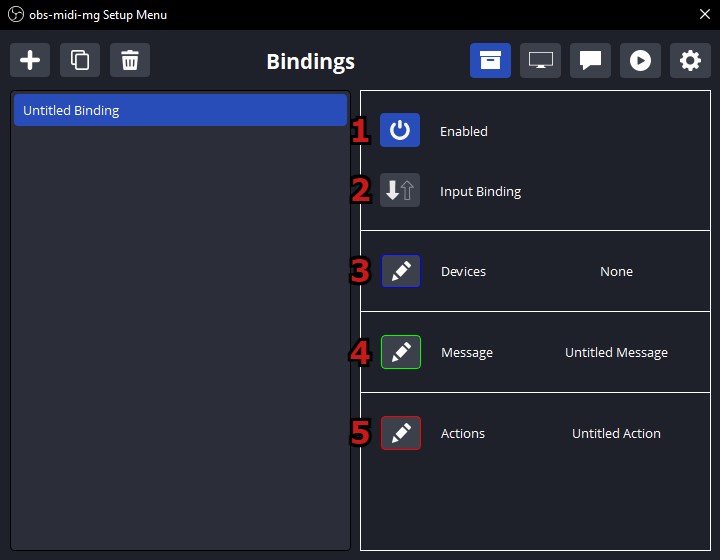 obs-midi-mg Setup Menu
Bindings
Untitled Binding
1 Enabled
2 Input Binding
3 Devices None
4 Message Untitled Message
5 Actions Untitled Action